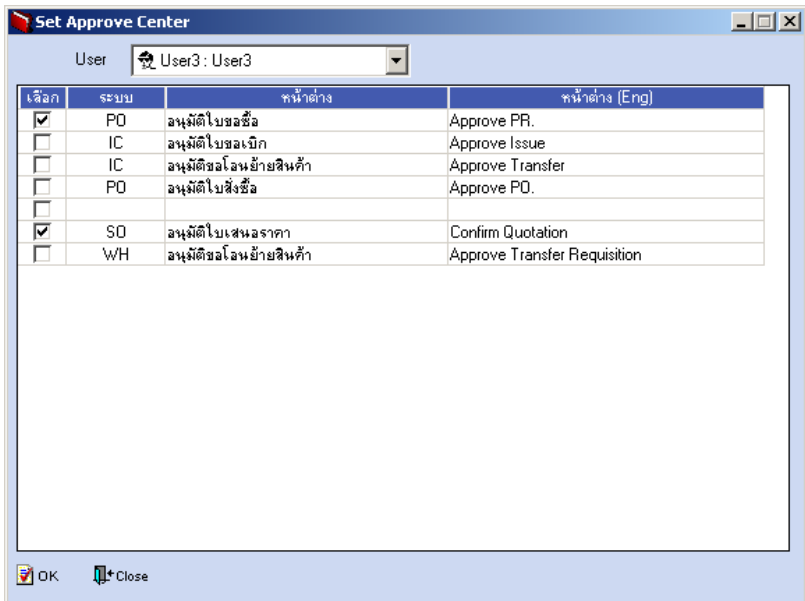 Set Approve Center
User User3 : User3
เลือก ระบบ หน้าต่าง หน้าต่าง (Eng)
PO อนุมัติใบขอซื้อ Approve PR.
IC อนุมัติใบขอเบิก Approve Issue
IC อนุมัติขอโอนย้ายสินค้า Approve Transfer
PO อนุมัติใบสั่งซื้อ Approve PO.
SO อนุมัติใบเสนอราคา Confirm Quotation
WH อนุมัติขอโอนย้ายสินค้า Approve Transfer Requisition
OK Close